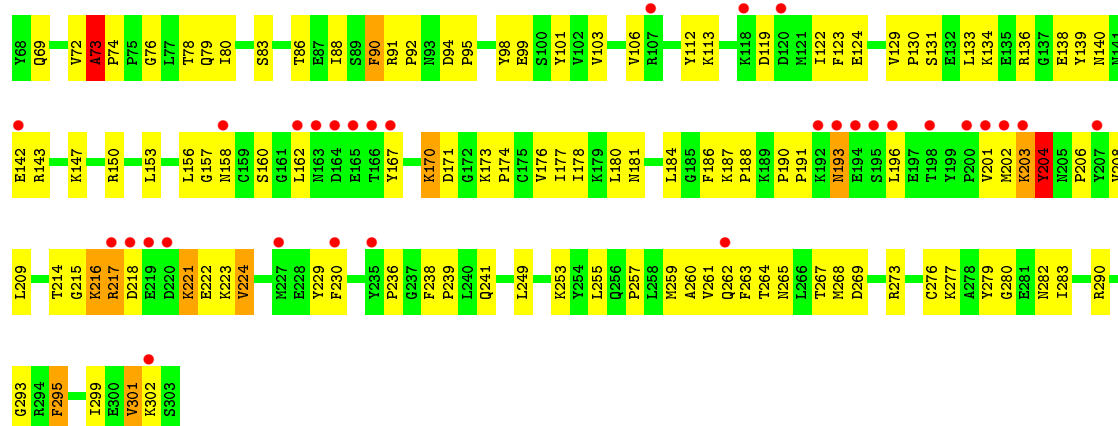 Y68 Q69 V72 A73 P74 P75 G76 L77 T78 Q79 I80 S83 T86 E87 I88 S89 F90 R91 P92 N93 D94 P95 Y98 E99 S100 Y101 V102 V103 V106 R107 Y112 K113 K118 D119 D120 M121 I122 F123 E124 V129 P130 S131 E132 L133 K134 E135 R136 G137 E138 Y139 N140 N141
E142 R143 K147 R150 L153 L156 G157 N158 C159 S160 G161 L162 N163 D164 E165 T166 Y167 K170 D171 G172 K173 P174 C175 V176 I177 I178 K179 L180 N181 L184 G185 F186 K187 P188 K189 P190 P191 K192 N193 E194 S195 L196 E197 T198 Y199 P200 V201 M202 K203 Y204 N205 P206 Y207 V208
L209 T214 G215 K216 R217 D218 E219 D220 K221 E222 K223 V224 M227 E228 Y229 F230 Y235 P236 G237 F238 P239 L240 Q241 L249 K253 Y254 L255 Q256 P257 L258 M259 A260 V261 Q262 F263 T264 N265 L266 T267 M268 D269 R273 C276 K277 A278 Y279 G280 E281 N282 I283 R290
G293 R294 F295 I299 E300 V301 K302 S303